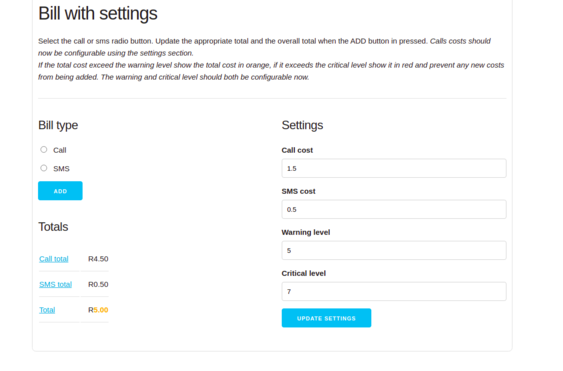 Bill with settings
Select the call or sms radio button. Update the appropriate total and the overall total when the ADD button in pressed. Calls costs should
now be configurable using the settings section.
If the total cost exceed the warning level show the total cost in orange, if it exceeds the critical level show it in red and prevent any new costs
from being added. The warning and critical level should both be configurable now.
Bill type
Call
SMS
ADD
Totals
Call total R4.50
SMS total R0.50
Total R5.00
Settings
Call cost
1.5
SMS cost
0.5
Warning level
5
Critical level
7
UPDATE SETTINGS